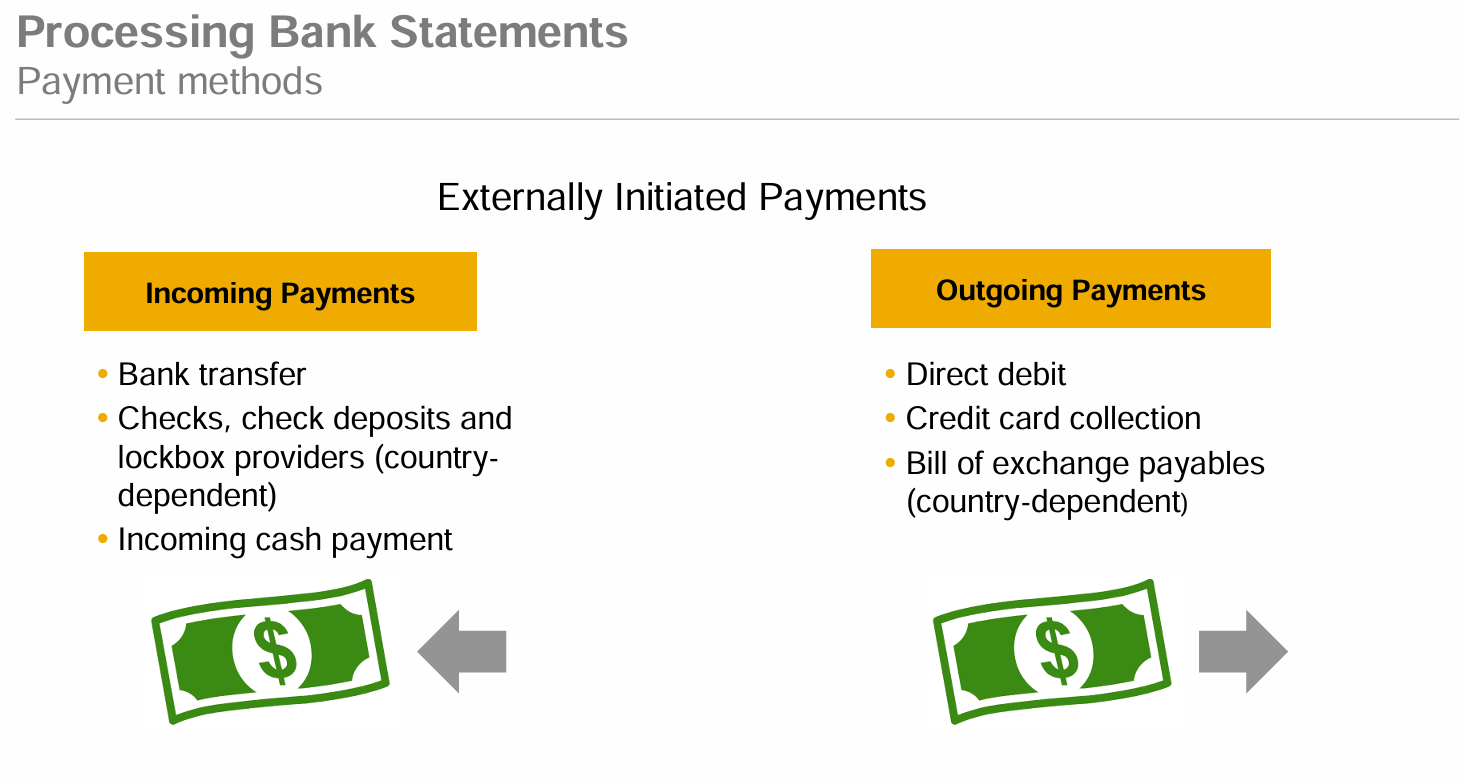 Processing Bank Statements
Payment methods
Externally Initiated Payments
Incoming Payments
• Bank transfer
• Checks, check deposits and
lockbox providers (country-
dependent)
• Incoming cash payment
$
Outgoing Payments
• Direct debit
• Credit card collection
• Bill of exchange payables
(country-dependent)
$